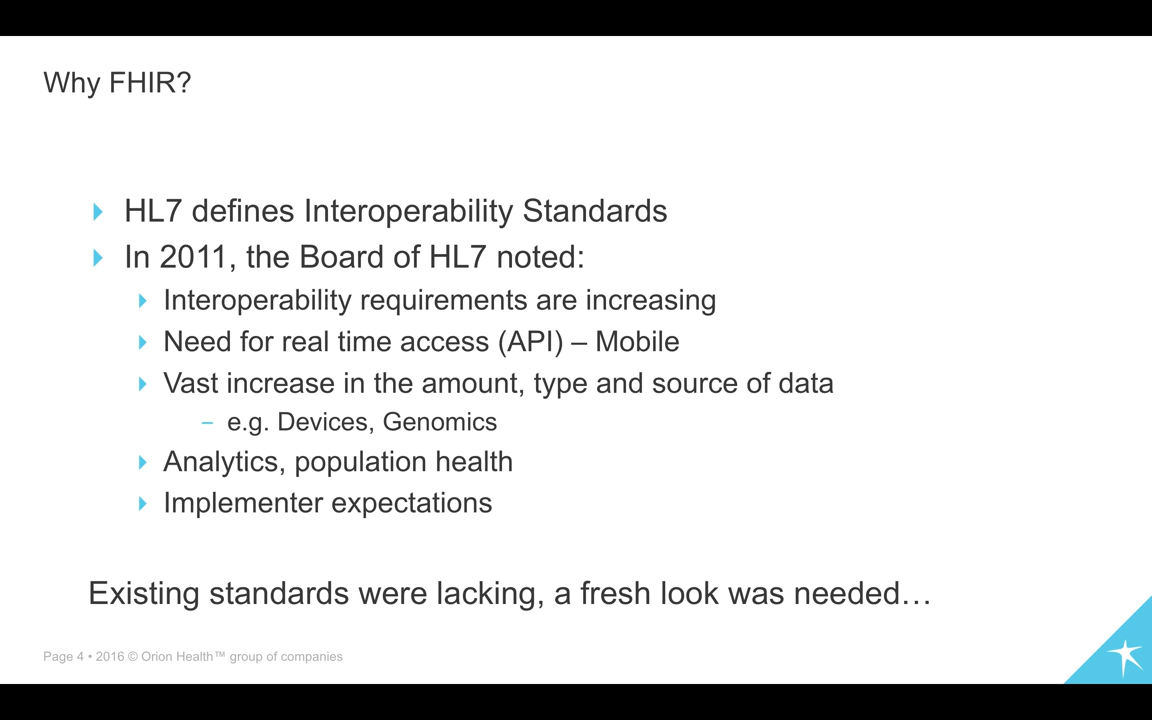 Why FHIR?
HL7 defines Interoperability Standards
In 2011, the Board of HL7 noted:
Interoperability requirements are increasing
Need for real time access (API) – Mobile
Vast increase in the amount, type and source of data
– e.g. Devices, Genomics
Analytics, population health
Implementer expectations
Existing standards were lacking, a fresh look was needed…
Page 4 • 2016 © Orion Health™ group of companies